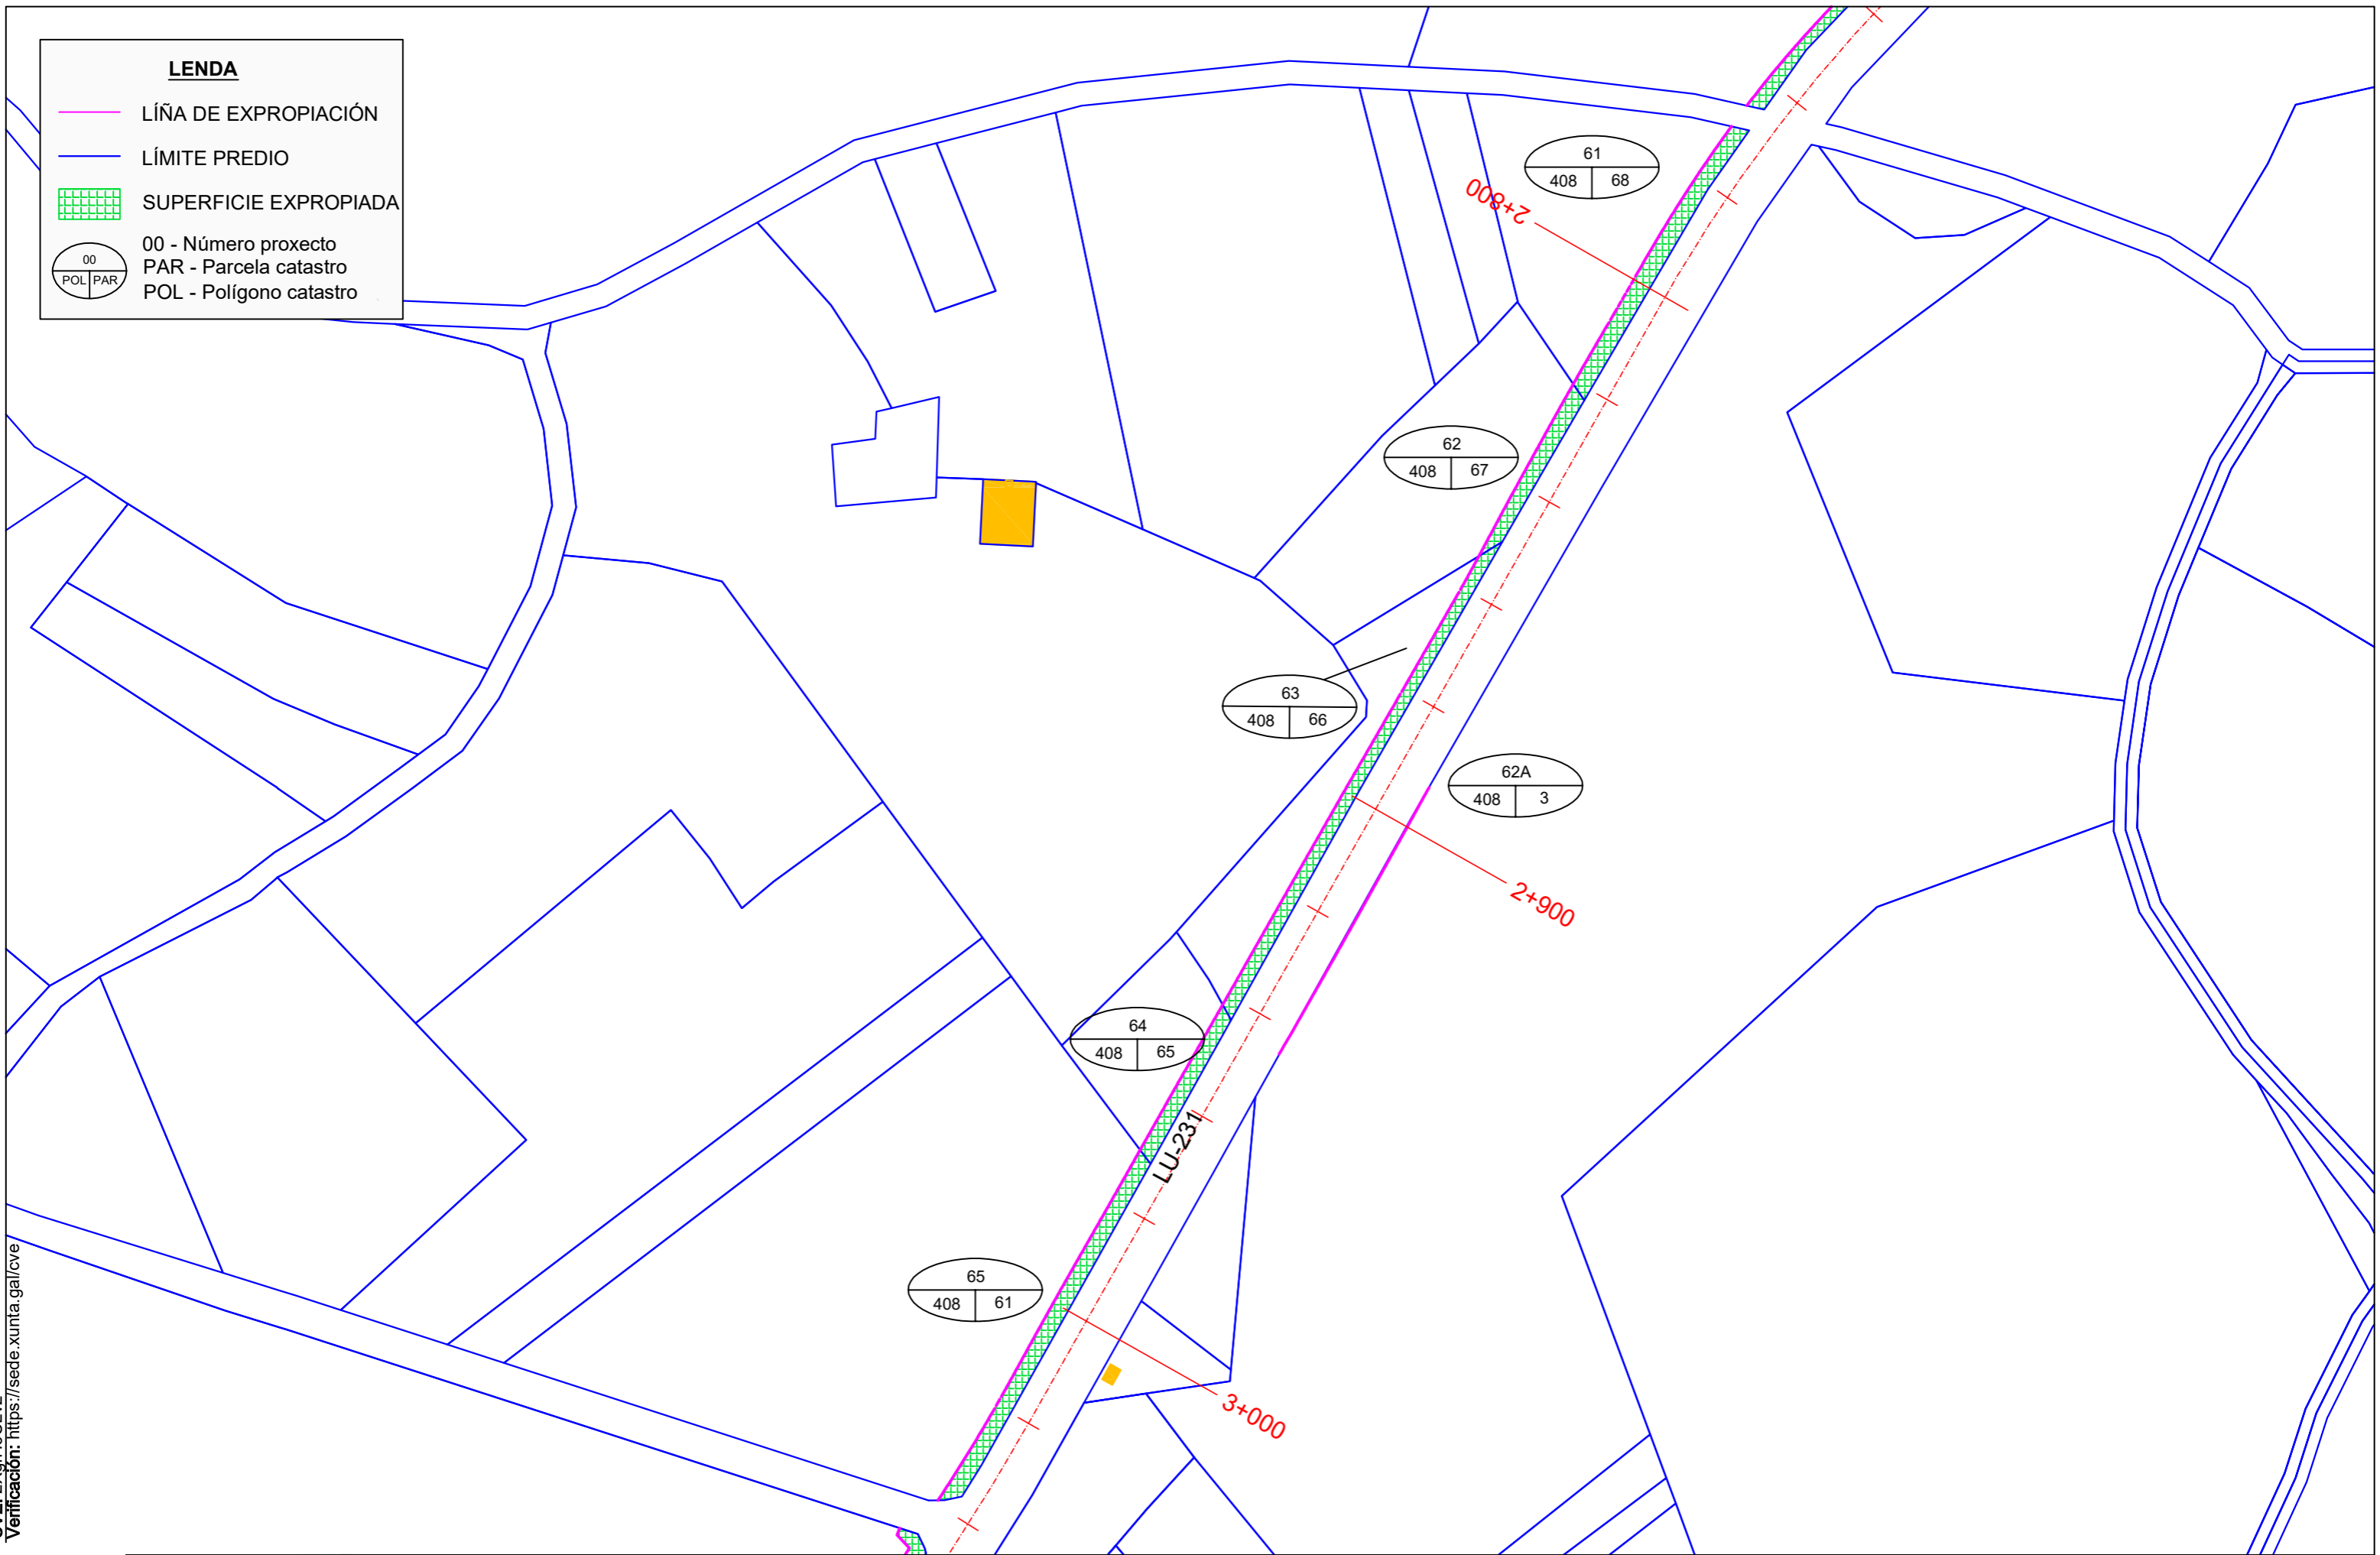 LENDA
LÍÑA DE EXPROPIACIÓN
LÍMITE PREDIO
SUPERFICIE EXPROPIADA
00 - Número proxecto
PAR - Parcela catastro
POL - Polígono catastro
00
POL PAR
61
408 68
2+800
62
408 67
63
408 66
62A
408 3
2+900
64
408 65
LU-231
65
408 61
3+000
Verificación: https://sede.xunta.gal/cve